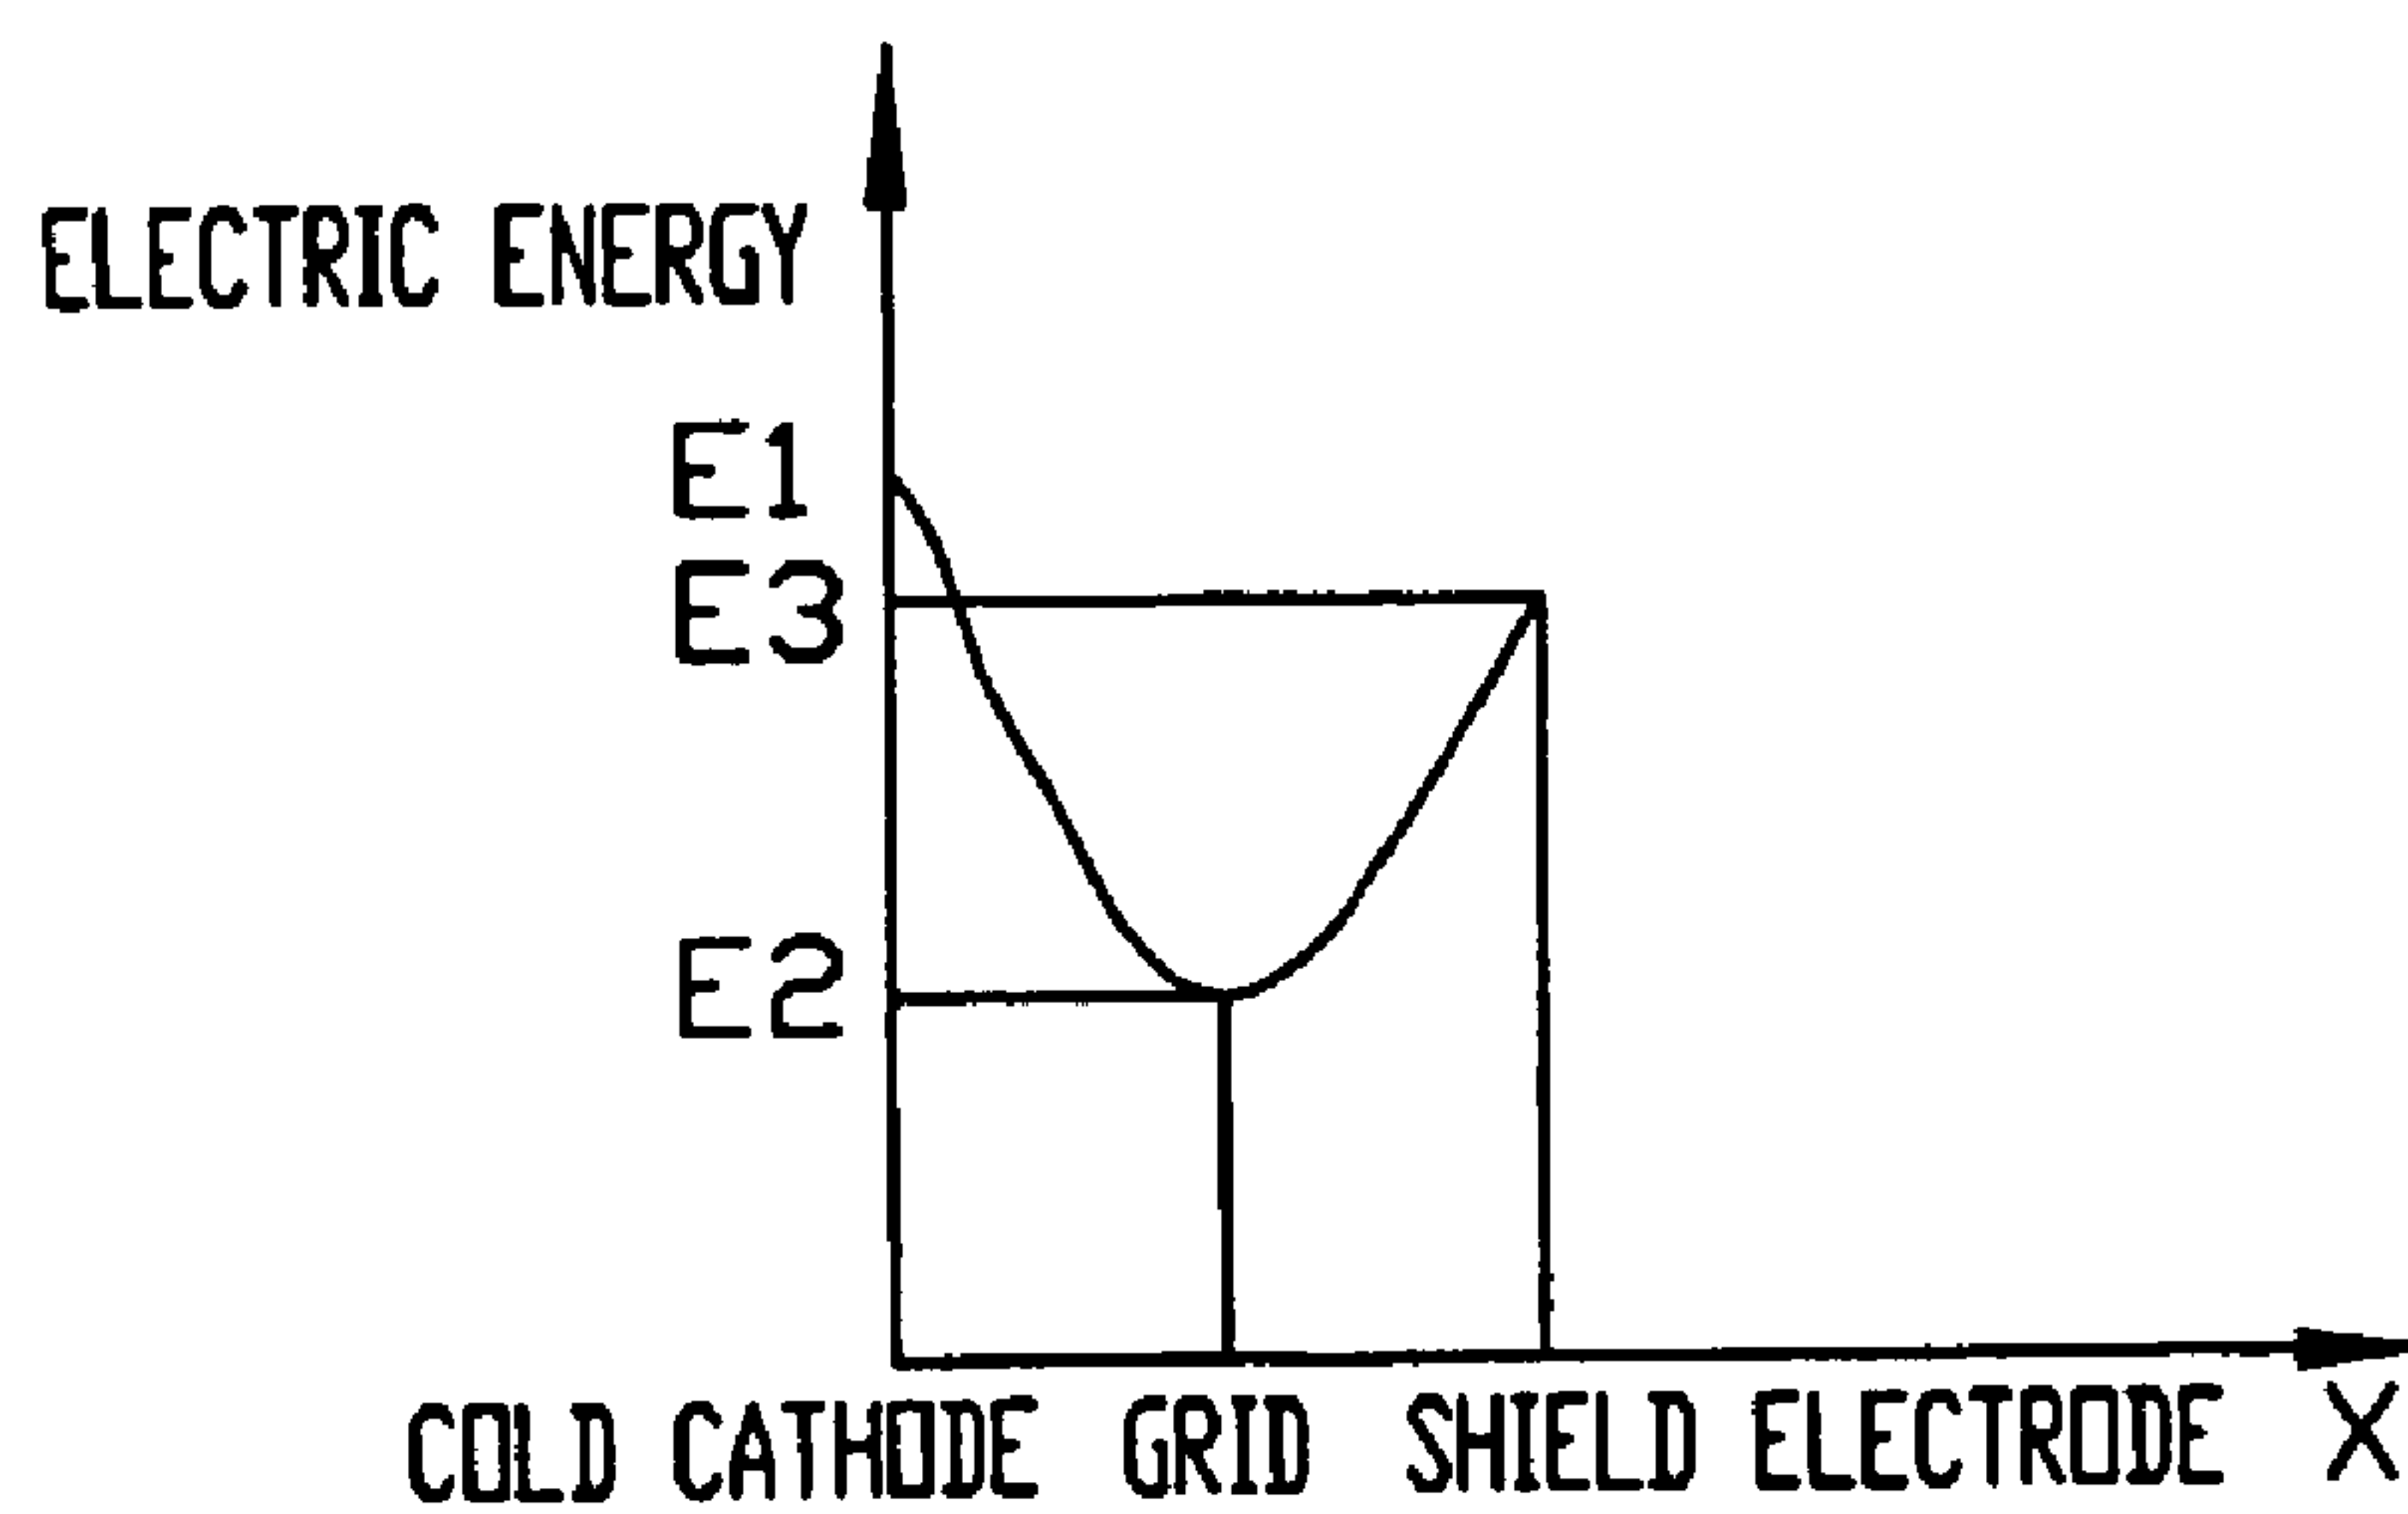 ELECTRIC ENERGY
E1
E3
E2
COLD CATHODE GRID SHIELD ELECTRODE X